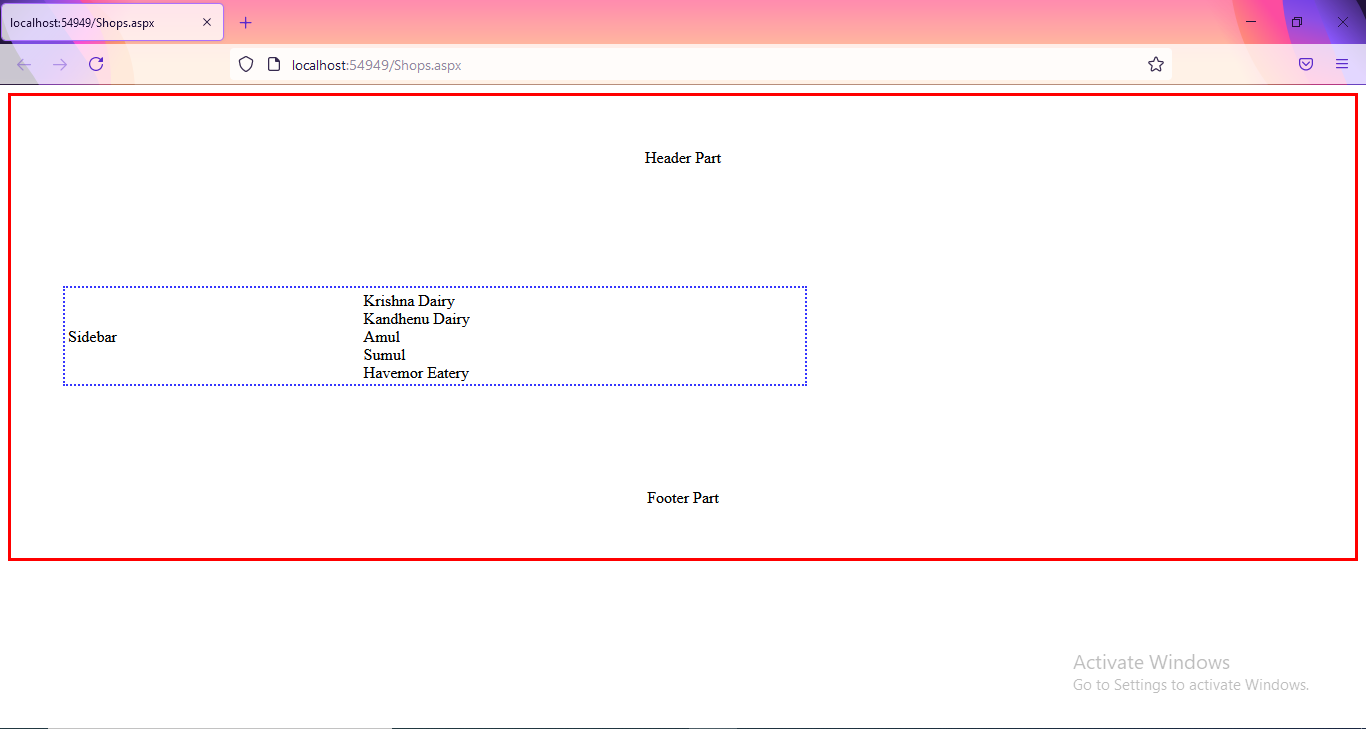 localhost:54949/Shops.aspx
localhost:54949/Shops.aspx
Header Part
Sidebar
Krishna Dairy
Kandhenu Dairy
Amul
Sumul
Havemor Eatery
Footer Part
Activate Windows
Go to Settings to activate Windows.